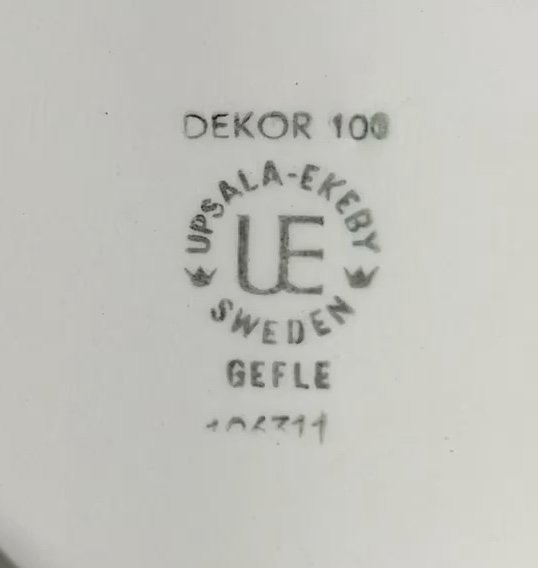 DEKOR 100
UPSALA-EKEBY
UE
SWEDEN
GEFLE